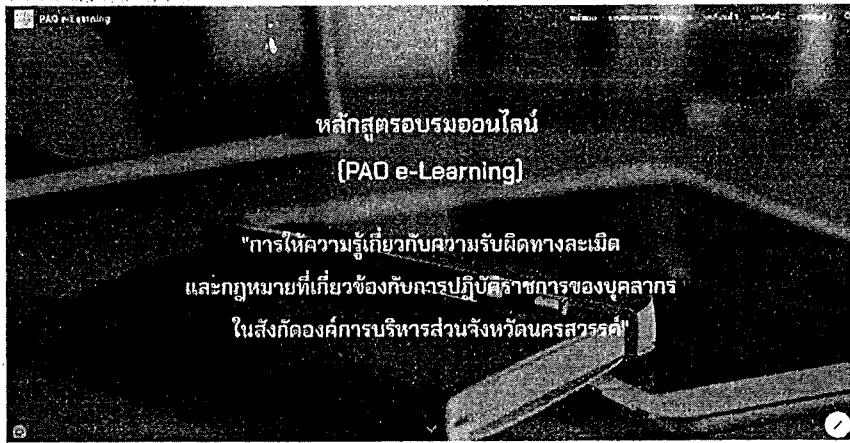 PAO e-Learning
หลักสูตรอบรมออนไลน์
(PAO e-Learning)
"การให้ความรู้เกี่ยวกับความรับผิดทางละเมิด
และกฎหมายที่เกี่ยวข้องกับการปฏิบัติราชการของบุคลากร
ในสังกัดองค์การบริหารส่วนจังหวัดนครสวรรค์"